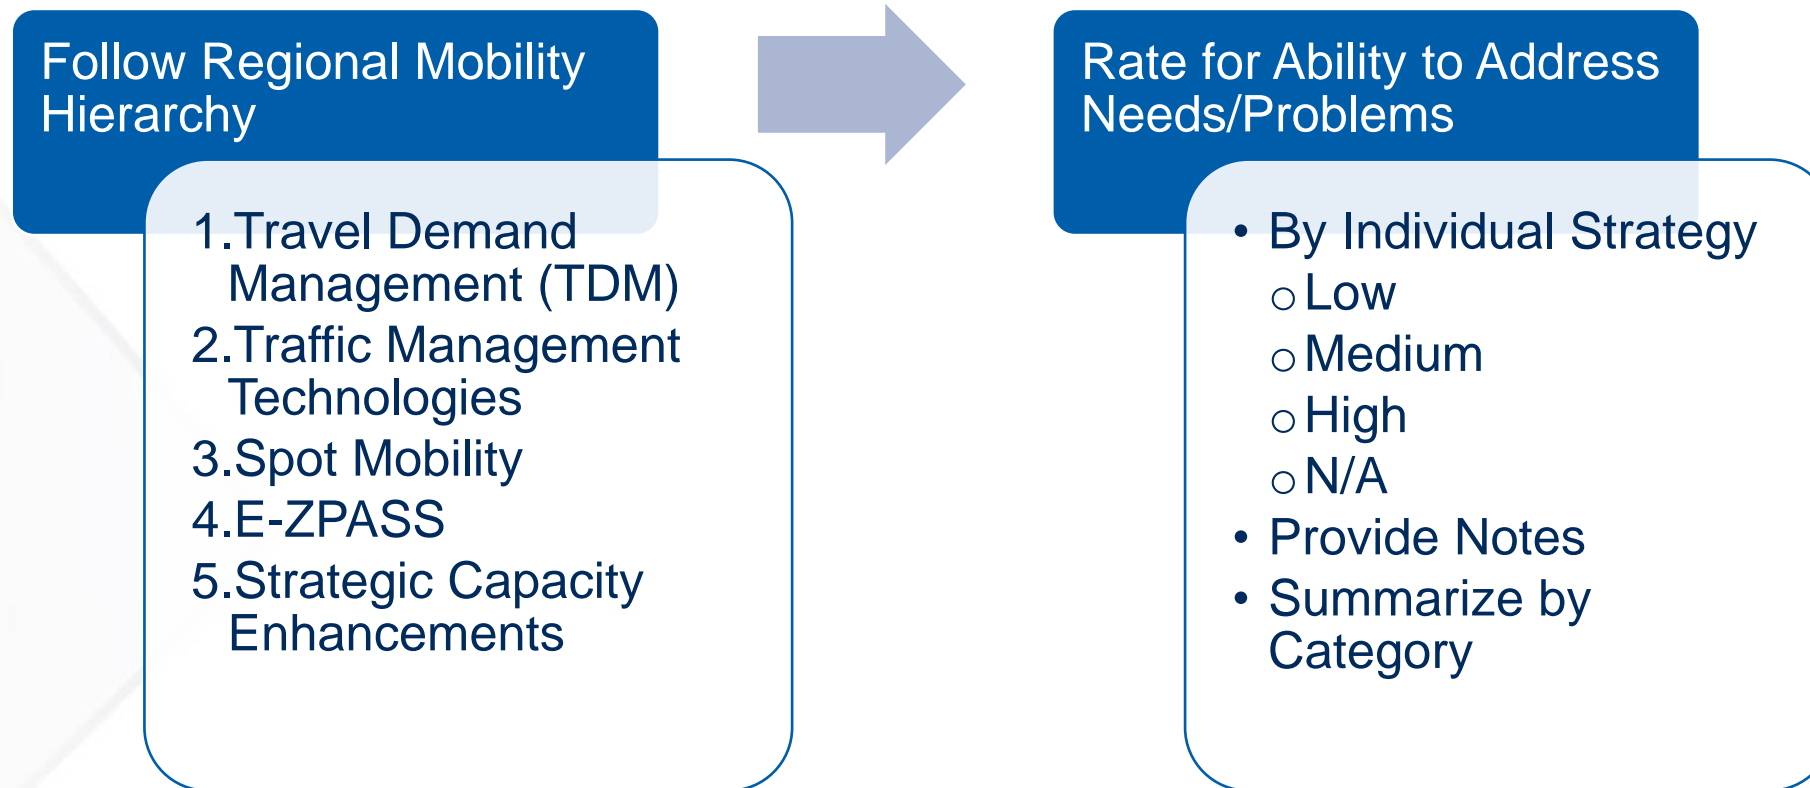 Follow Regional Mobility
Hierarchy
1.Travel Demand
Management (TDM)
2.Traffic Management
Technologies
3.Spot Mobility
4.E-ZPASS
5.Strategic Capacity
Enhancements
Rate for Ability to Address
Needs/Problems
• By Individual Strategy
○ Low
○ Medium
○ High
○ N/A
• Provide Notes
• Summarize by
Category